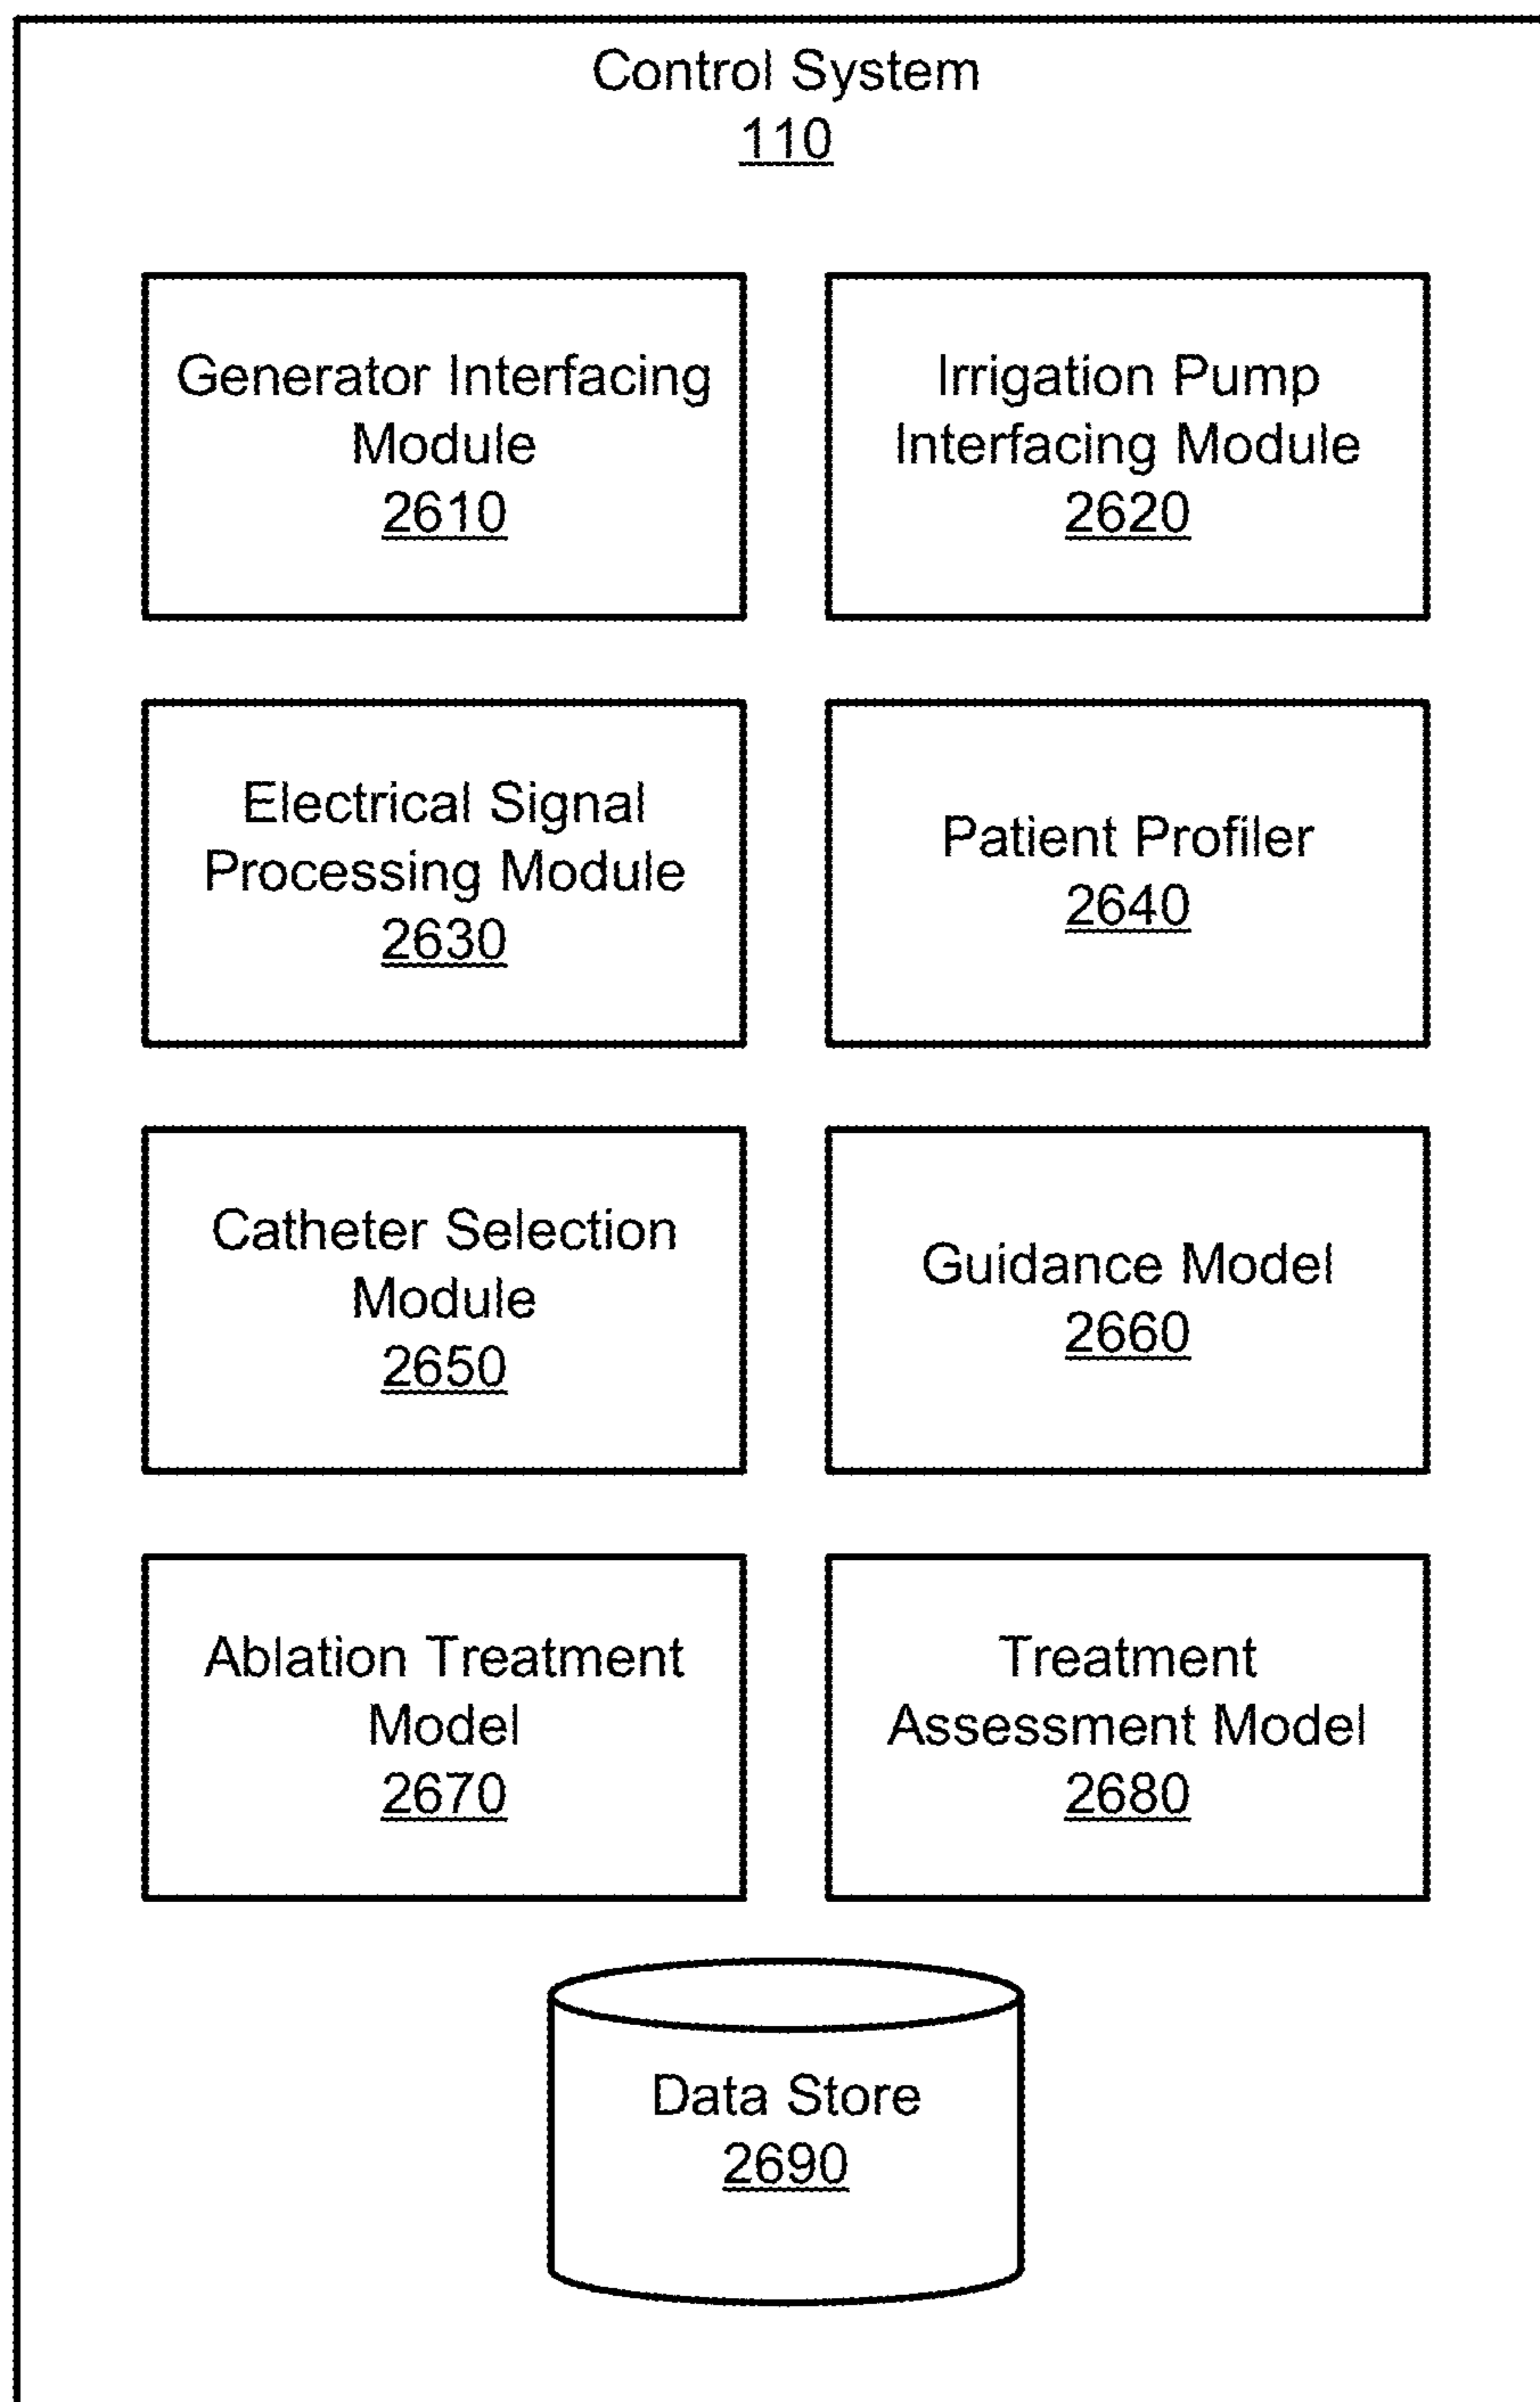 Control System
110
Generator Interfacing
Module
2610
Irrigation Pump
Interfacing Module
2620
Electrical Signal
Processing Module
2630
Patient Profiler
2640
Catheter Selection
Module
2650
Guidance Model
2660
Ablation Treatment
Model
2670
Treatment
Assessment Model
2680
Data Store
2690